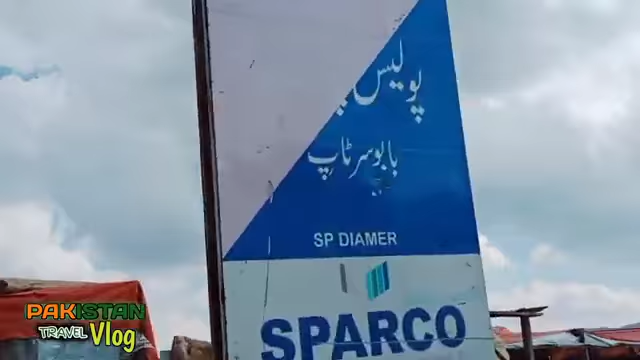 پولیس
بابوسر ٹاپ
SP DIAMER
SPARCO
PAKISTAN
TRAVEL Vlog